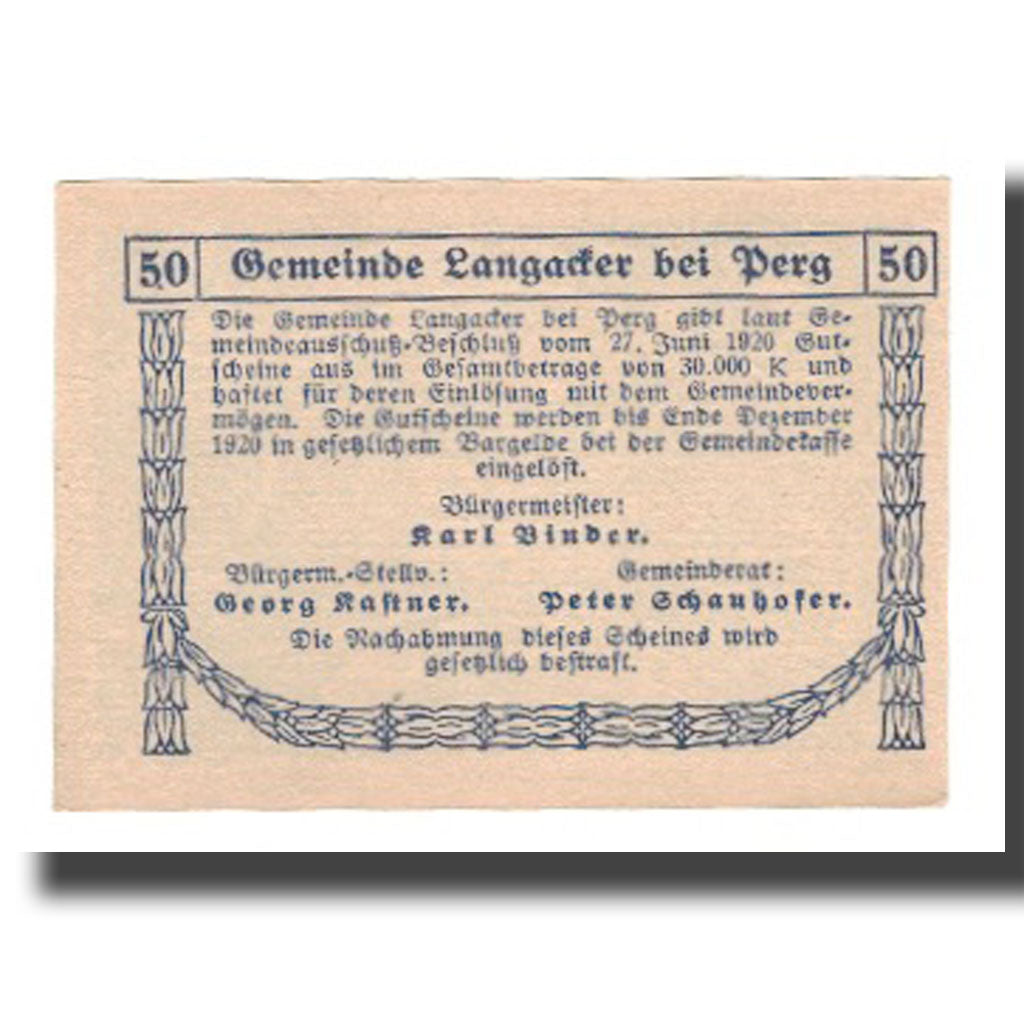 50 Gemeinde Langacker bei Perg 50
Die Gemeinde Langacker bei Perg gibt laut Ge-
meindeausschuß-Beschluß vom 27. Juni 1920 Gut-
scheine aus im Gesamtbetrage von 30.000 K und
haftet für deren Einlösung mit dem Gemeindever-
mögen. Die Gutscheine werden bis Ende Dezember
1920 in gesetzlichem Bargelde bei der Gemeindekasse
eingelöst.
Bürgermeister:
Karl Binder.
Bürgerm.-Stellv.: Gemeinderat:
Georg Kastner. Peter Schauhofer.
Die Nachahmung dieses Scheines wird
gesetzlich bestraft.